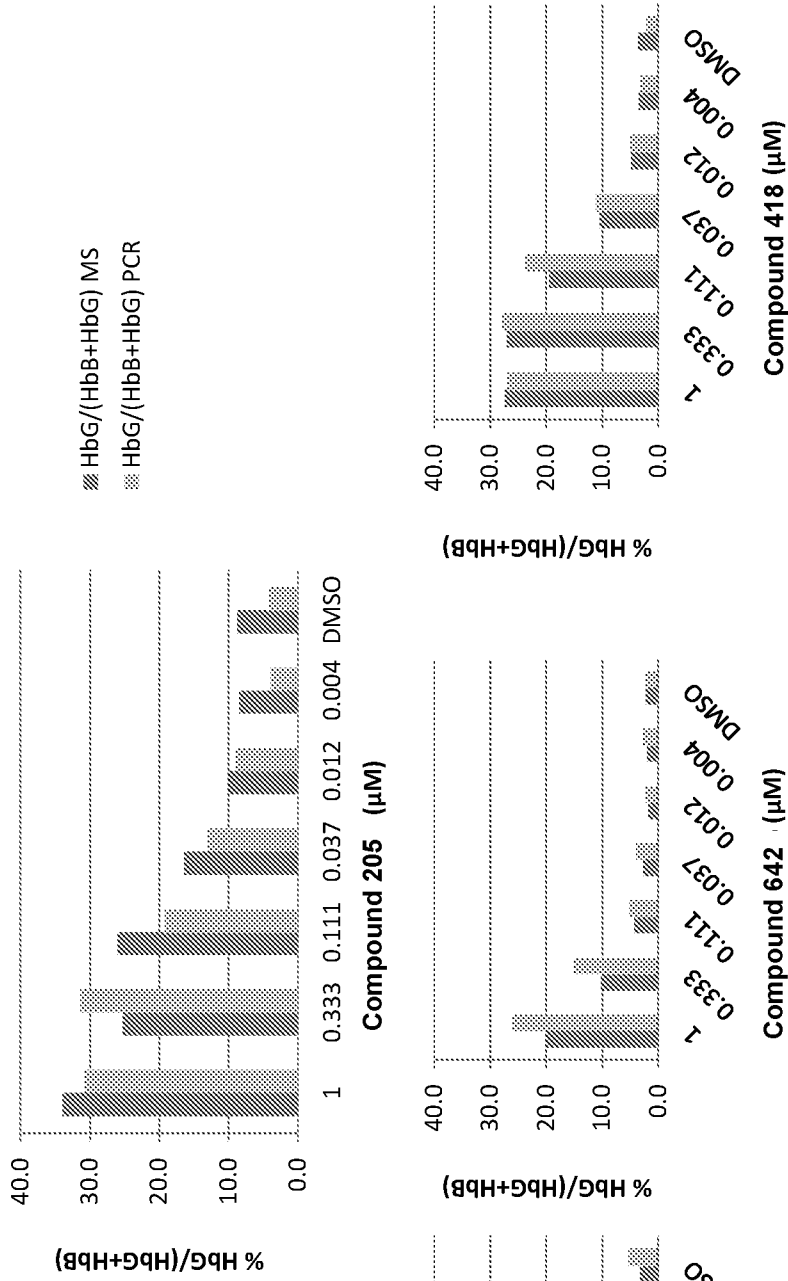 HbG/(HbB+HbG) MS
HbG/(HbB+HbG) PCR
% HbG/(HbG+HbB)
40.0
30.0
20.0
10.0
0.0
1 0.333 0.111 0.037 0.012 0.004 DMSO
Compound 205 (µM)
% HbG/(HbG+HbB)
40.0
30.0
20.0
10.0
0.0
1 0.333 0.111 0.037 0.012 0.004 DMSO
Compound 642 (µM)
% HbG/(HbG+HbB)
40.0
30.0
20.0
10.0
0.0
1 0.333 0.111 0.037 0.012 0.004 DMSO
Compound 418 (µM)
SO